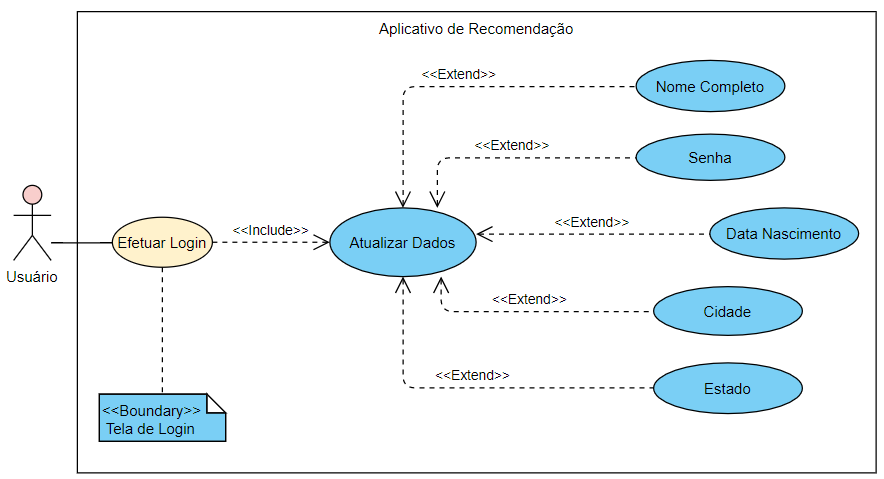 Aplicativo de Recomendação
<<Extend>>
Nome Completo
<<Extend>>
Senha
<<Extend>>
Data Nascimento
Efetuar Login
<<Include>>
Atualizar Dados
Usuário
<<Extend>>
Cidade
<<Extend>>
Estado
<<Boundary>>
Tela de Login